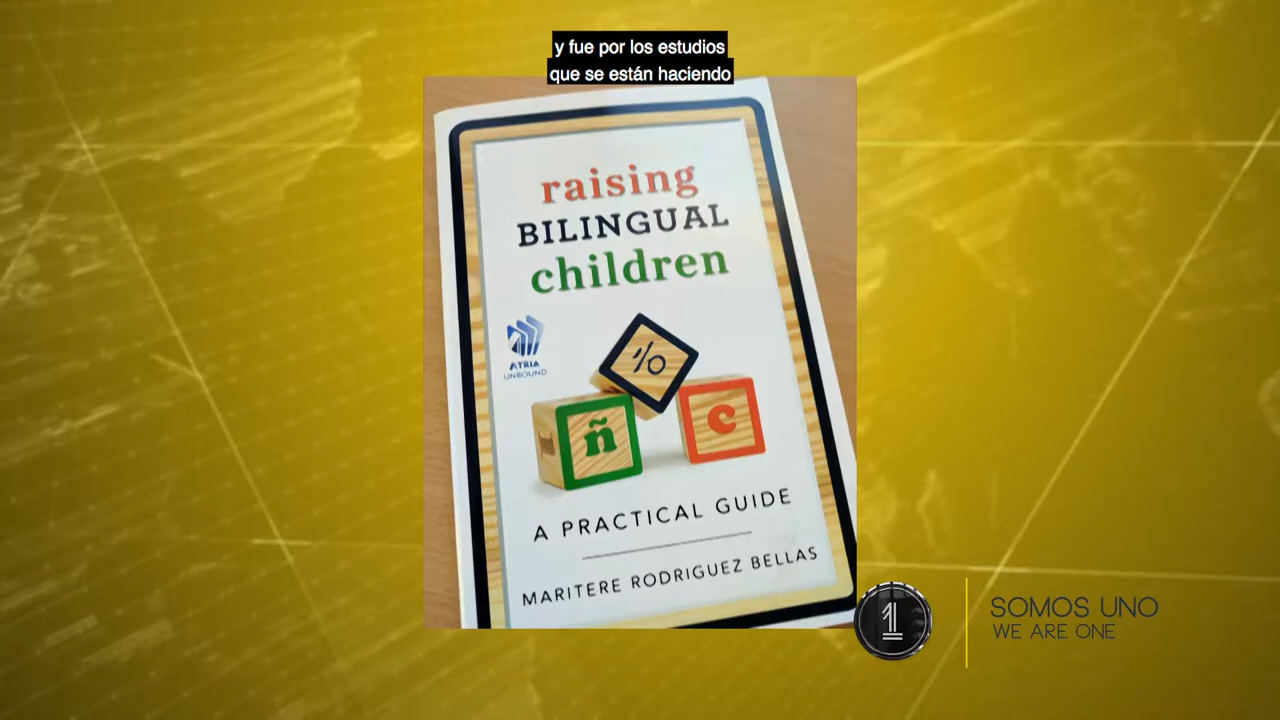 y fue por los estudios
que se están haciendo
raising
BILINGUAL
children
ATRIA
UNBOUND
ñ
C
A PRACTICAL GUIDE
MARITERE RODRIGUEZ BELLAS
1
SOMOS UNO
WE ARE ONE